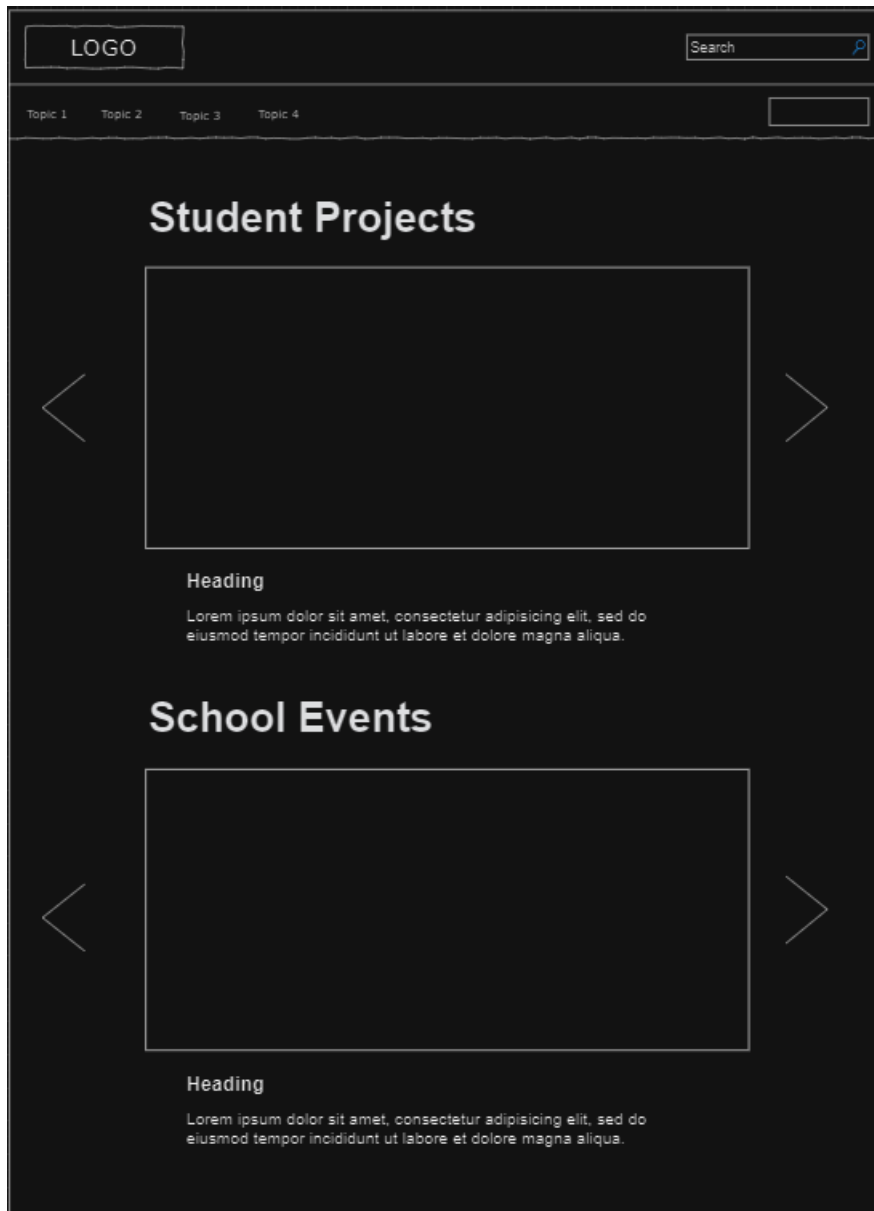 LOGO
Search
Topic 1 Topic 2 Topic 3 Topic 4
Student Projects
Heading
Lorem ipsum dolor sit amet, consectetur adipisicing elit, sed do
eiusmod tempor incididunt ut labore et dolore magna aliqua.
School Events
Heading
Lorem ipsum dolor sit amet, consectetur adipisicing elit, sed do
eiusmod tempor incididunt ut labore et dolore magna aliqua.